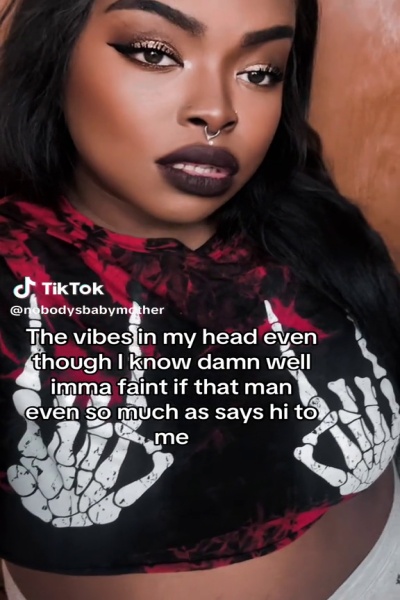 TikTok
@nobodysbabymother
The vibes in my head even
though I know damn well
imma faint if that man
even so much as says hi to
me